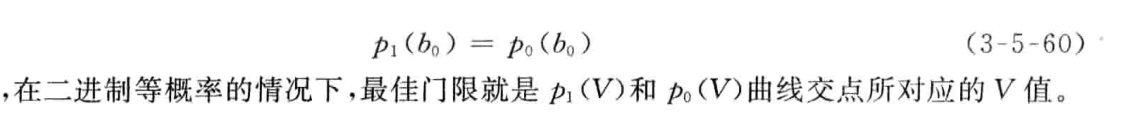 p₁(b₀) = p₀(b₀) (3-5-60)
,在二进制等概率的情况下,最佳门限就是 p₁(V)和 p₀(V)曲线交点所对应的 V 值。